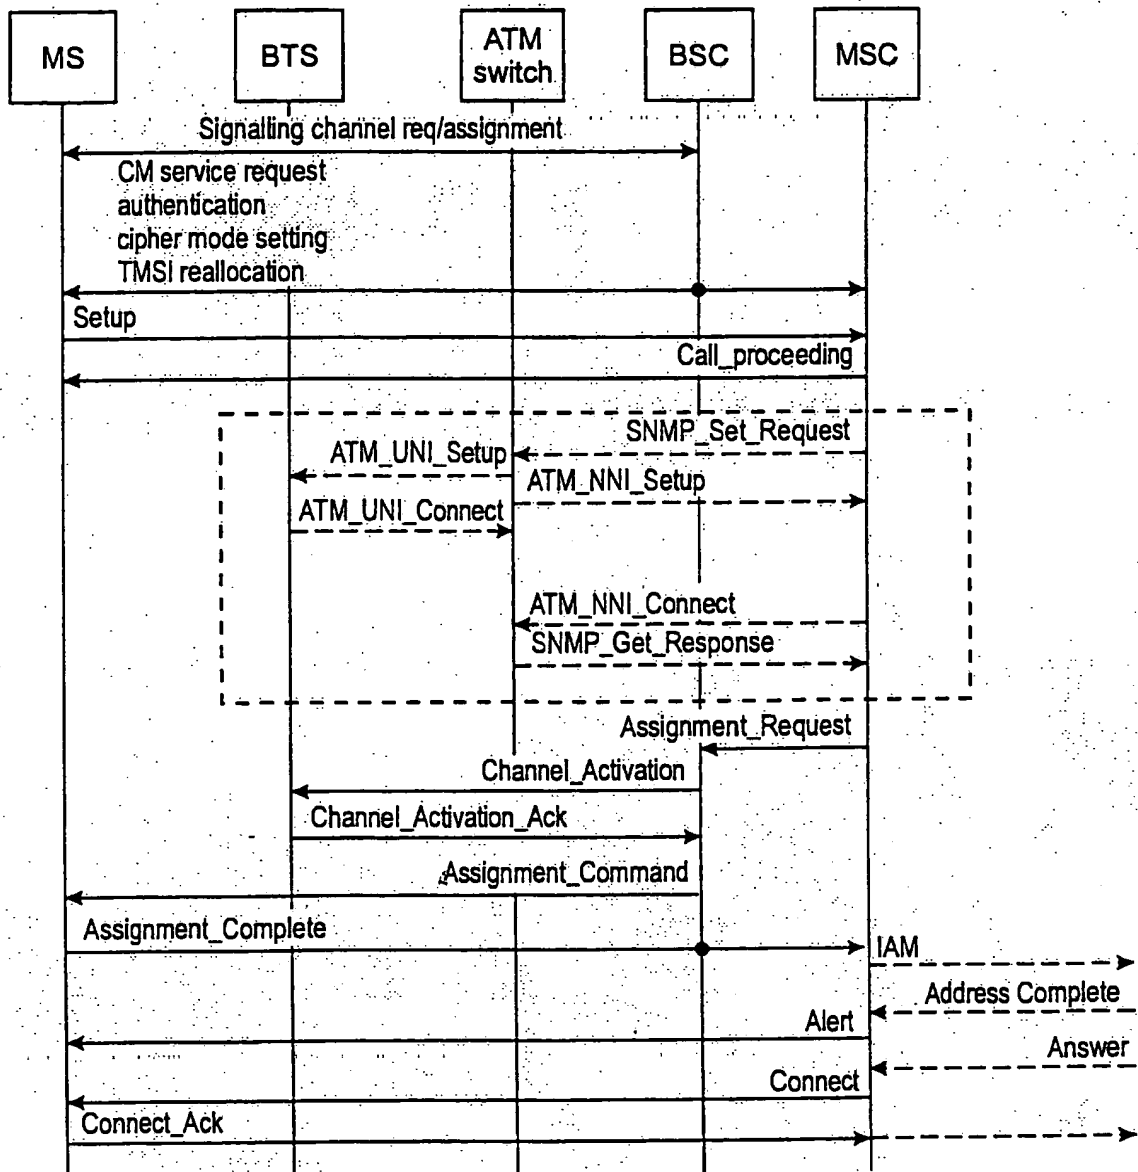 MS
BTS
ATM
switch
BSC
MSC
Signalling channel req/assignment
CM service request
authentication
cipher mode setting
TMSI reallocation
Setup
Call_proceeding
SNMP_Set_Request
ATM_UNI_Setup
ATM_NNI_Setup
ATM_UNI_Connect
ATM_NNI_Connect
SNMP_Get_Response
Assignment_Request
Channel_Activation
Channel_Activation_Ack
Assignment_Command
Assignment_Complete
IAM
Address Complete
Alert
Answer
Connect
Connect_Ack